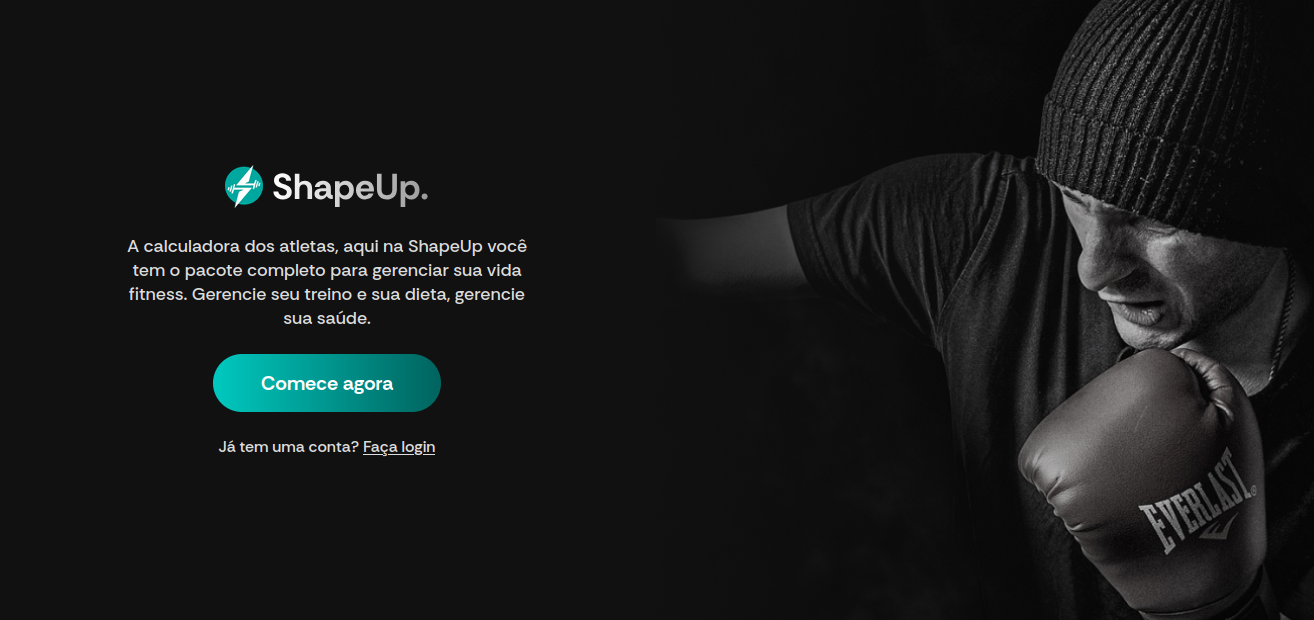 ShapeUp.
A calculadora dos atletas, aqui na ShapeUp você
tem o pacote completo para gerenciar sua vida
fitness. Gerencie seu treino e sua dieta, gerencie
sua saúde.
Comece agora
Já tem uma conta? Faça login
EVERLAST®